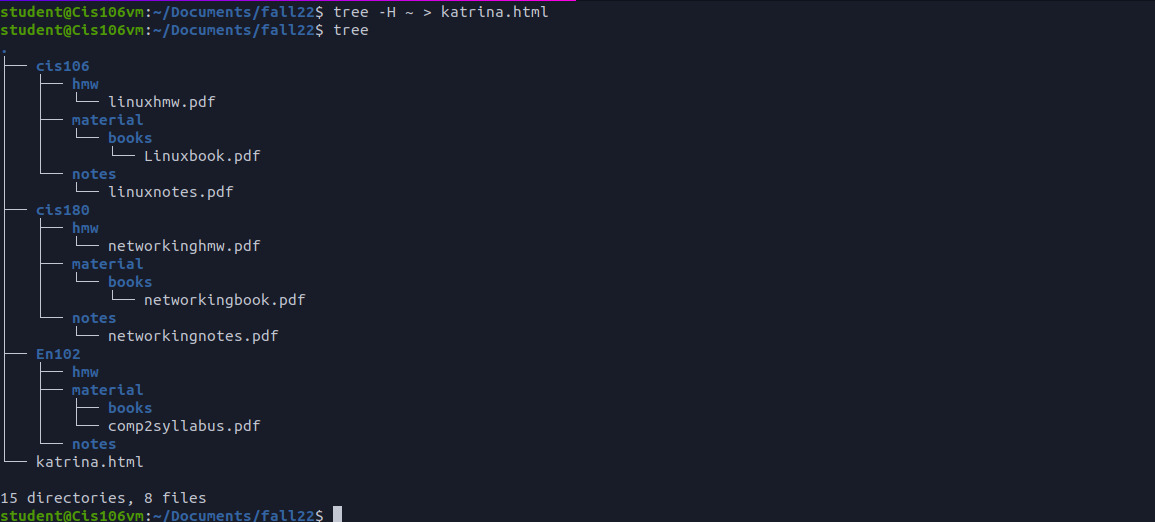 student@Cis106vm:~/Documents/fall22$ tree -H ~ > katrina.html
student@Cis106vm:~/Documents/fall22$ tree
.
├── cis106
│   ├── hmw
│   │   └── linuxhmw.pdf
│   ├── material
│   │   └── books
│   │       └── Linuxbook.pdf
│   └── notes
│       └── linuxnotes.pdf
├── cis180
│   ├── hmw
│   │   └── networkinghmw.pdf
│   ├── material
│   │   └── books
│   │       └── networkingbook.pdf
│   └── notes
│       └── networkingnotes.pdf
├── En102
│   ├── hmw
│   ├── material
│   │   ├── books
│   │   └── comp2syllabus.pdf
│   └── notes
└── katrina.html

15 directories, 8 files
student@Cis106vm:~/Documents/fall22$